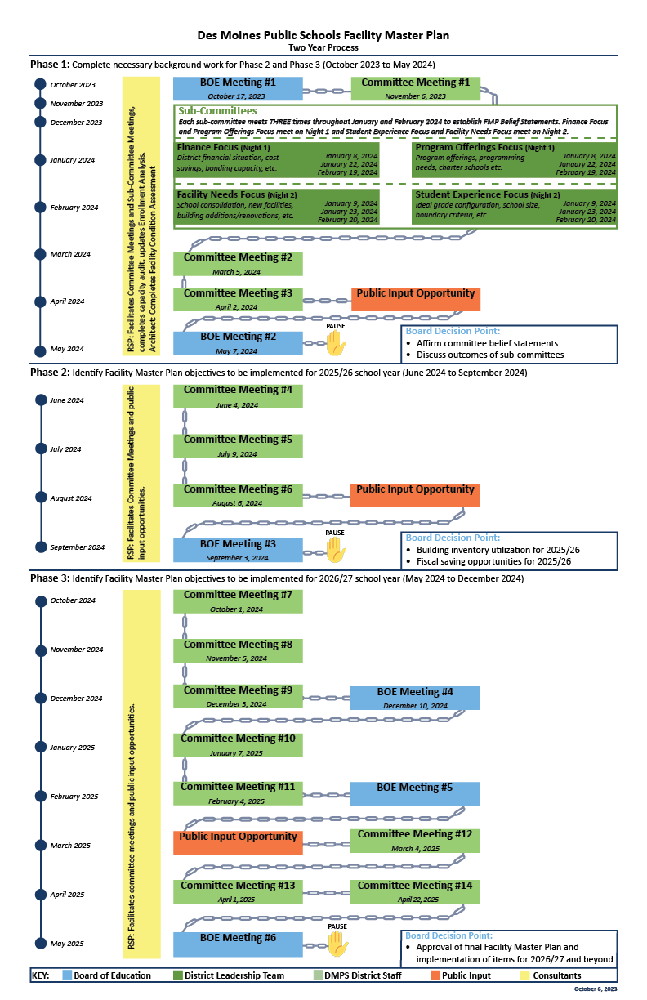 Des Moines Public Schools Facility Master Plan
Two Year Process
Phase 1: Complete necessary background work for Phase 2 and Phase 3 (October 2023 to May 2024)
October 2023
November 2023
December 2023
January 2024
February 2024
March 2024
April 2024
May 2024
RSP: Facilitates Committee Meetings and Sub-Committee Meetings,
completes capacity audit, updates Enrollment Analysis.
Architect: Completes Facility Condition Assessment
BOE Meeting #1
October 17, 2023
Committee Meeting #1
November 6, 2023
Sub-Committees
Each sub-committee meets THREE times throughout January and February 2024 to establish FMP Belief Statements. Finance Focus
and Program Offerings Focus meet on Night 1 and Student Experience Focus and Facility Needs Focus meet on Night 2.
Finance Focus (Night 1)
District financial situation, cost
savings, bonding capacity, etc.
January 8, 2024
January 22, 2024
February 19, 2024
Program Offerings Focus (Night 1)
Program offerings, programming
needs, charter schools etc.
January 8, 2024
January 22, 2024
February 19, 2024
Facility Needs Focus (Night 2)
School consolidation, new facilities,
building additions/renovations, etc.
January 9, 2024
January 23, 2024
February 20, 2024
Student Experience Focus (Night 2)
Ideal grade configuration, school size,
boundary criteria, etc.
January 9, 2024
January 23, 2024
February 20, 2024
Committee Meeting #2
March 5, 2024
Committee Meeting #3
April 2, 2024
Public Input Opportunity
BOE Meeting #2
May 7, 2024
PAUSE
Board Decision Point:
• Affirm committee belief statements
• Discuss outcomes of sub-committees
Phase 2: Identify Facility Master Plan objectives to be implemented for 2025/26 school year (June 2024 to September 2024)
June 2024
July 2024
August 2024
September 2024
RSP: Facilitates Committee Meetings and public
input opportunities.
Committee Meeting #4
June 4, 2024
Committee Meeting #5
July 9, 2024
Committee Meeting #6
August 6, 2024
Public Input Opportunity
BOE Meeting #3
September 3, 2024
PAUSE
Board Decision Point:
• Building inventory utilization for 2025/26
• Fiscal saving opportunities for 2025/26
Phase 3: Identify Facility Master Plan objectives to be implemented for 2026/27 school year (May 2024 to December 2024)
October 2024
November 2024
December 2024
January 2025
February 2025
March 2025
April 2025
May 2025
RSP: Facilitates committee meetings and public input opportunities.
Committee Meeting #7
October 1, 2024
Committee Meeting #8
November 5, 2024
Committee Meeting #9
December 3, 2024
BOE Meeting #4
December 10, 2024
Committee Meeting #10
January 7, 2025
Committee Meeting #11
February 4, 2025
BOE Meeting #5
Public Input Opportunity
Committee Meeting #12
March 4, 2025
Committee Meeting #13
April 1, 2025
Committee Meeting #14
April 22, 2025
BOE Meeting #6
PAUSE
Board Decision Point:
• Approval of final Facility Master Plan and
implementation of items for 2026/27 and beyond
KEY: Board of Education District Leadership Team DMPS District Staff Public Input Consultants
October 6, 2023